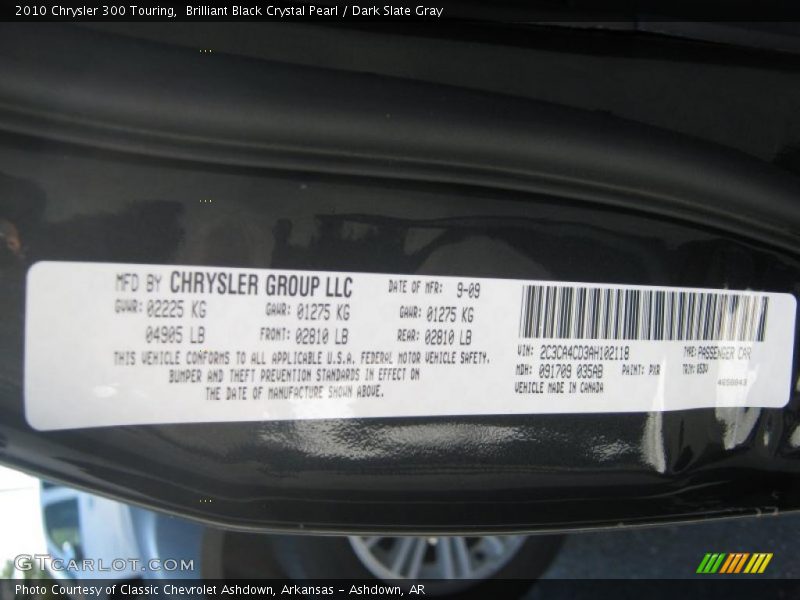 2010 Chrysler 300 Touring,  Brilliant Black Crystal Pearl / Dark Slate Gray
MFD BY CHRYSLER GROUP LLC DATE OF MFR: 9-09
GVWR: 02225 KG GAWR: 01275 KG GAWR: 01275 KG
04905 LB FRONT: 02810 LB REAR: 02810 LB
THIS VEHICLE CONFORMS TO ALL APPLICABLE U.S.A. FEDERAL MOTOR VEHICLE SAFETY.
BUMPER AND THEFT PREVENTION STANDARDS IN EFFECT ON
THE DATE OF MANUFACTURE SHOWN ABOVE.
VIN: 2C3CA4CD3AH102118 TYPE: PASSENGER CAR
MDH: 091709 035AB PAINT: PXR TRIM:
VEHICLE MADE IN CANADA
GTCARLOT.COM
Photo Courtesy of Classic Chevrolet Ashdown, Arkansas – Ashdown, AR